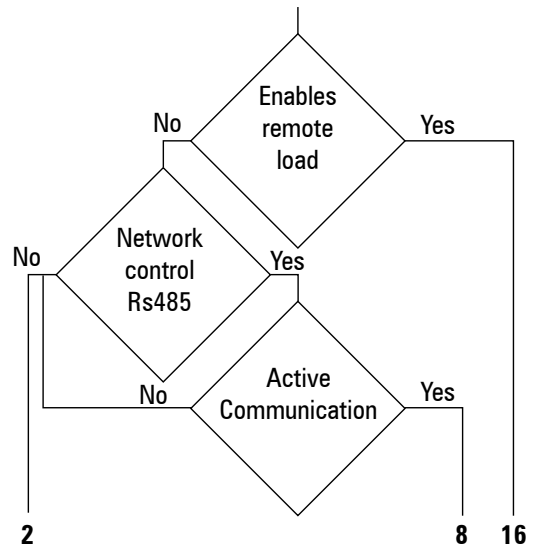 Enables
remote
load
No
Yes
Network
control
Rs485
No
Yes
Active
Communication
No
Yes
2
8
16